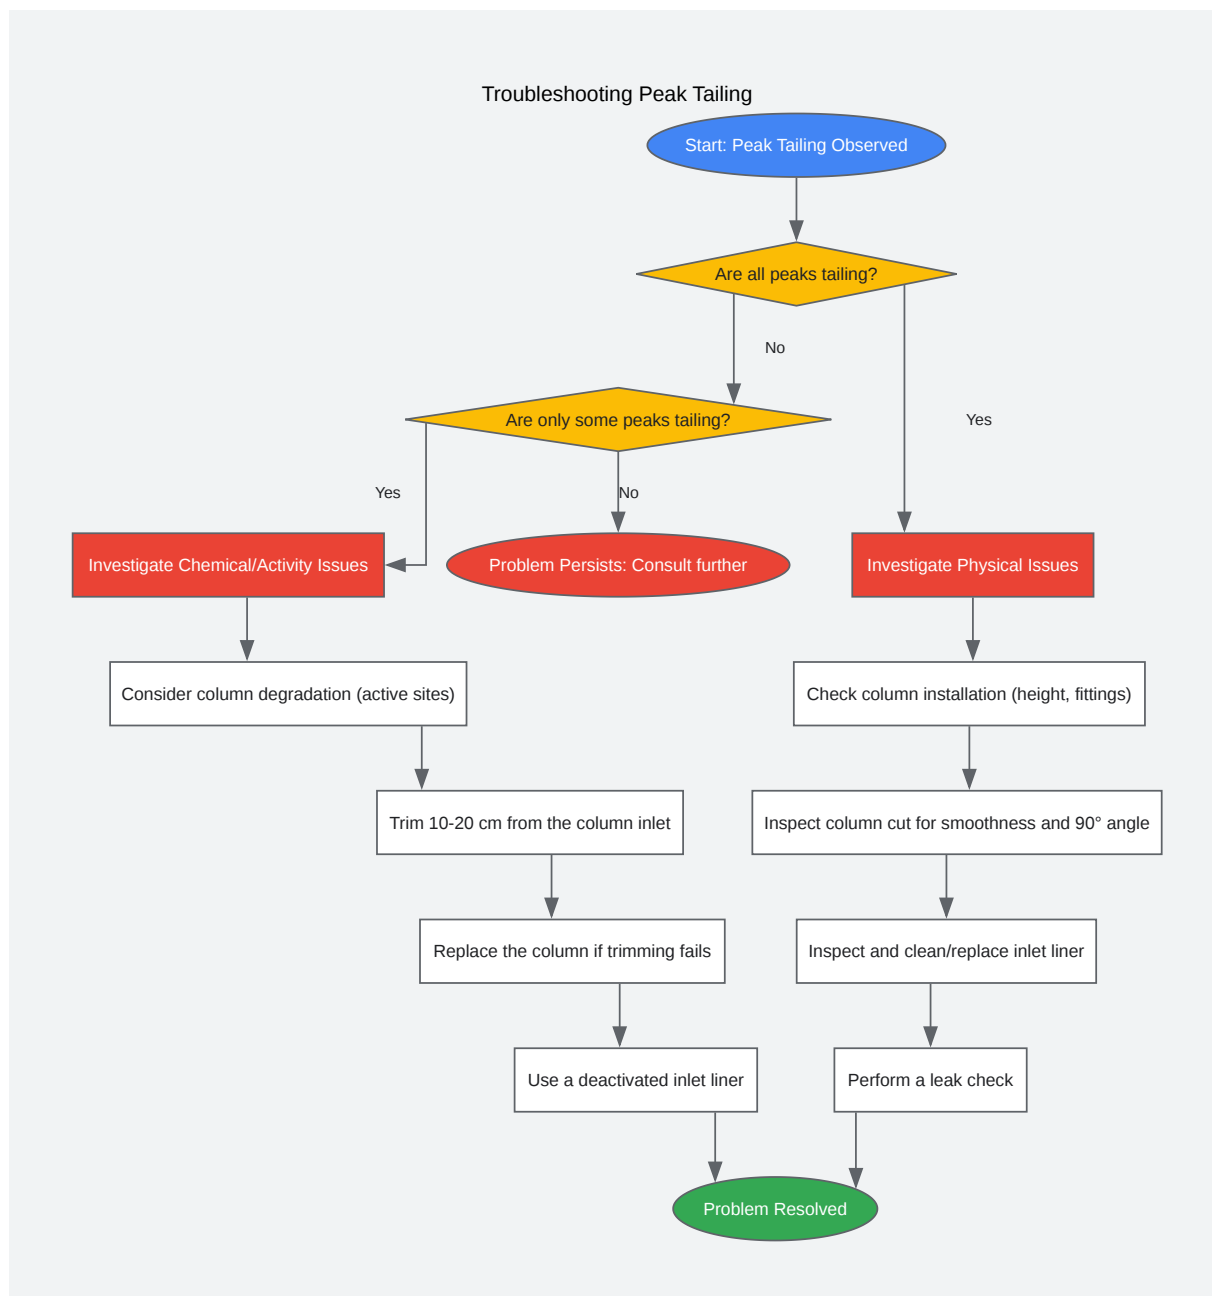 Troubleshooting Peak Tailing
Start: Peak Tailing Observed
Are all peaks tailing?
No
Are only some peaks tailing?
Yes
Yes
No
Investigate Chemical/Activity Issues
Problem Persists: Consult further
Investigate Physical Issues
Consider column degradation (active sites)
Check column installation (height, fittings)
Trim 10-20 cm from the column inlet
Inspect column cut for smoothness and 90° angle
Replace the column if trimming fails
Inspect and clean/replace inlet liner
Use a deactivated inlet liner
Perform a leak check
Problem Resolved